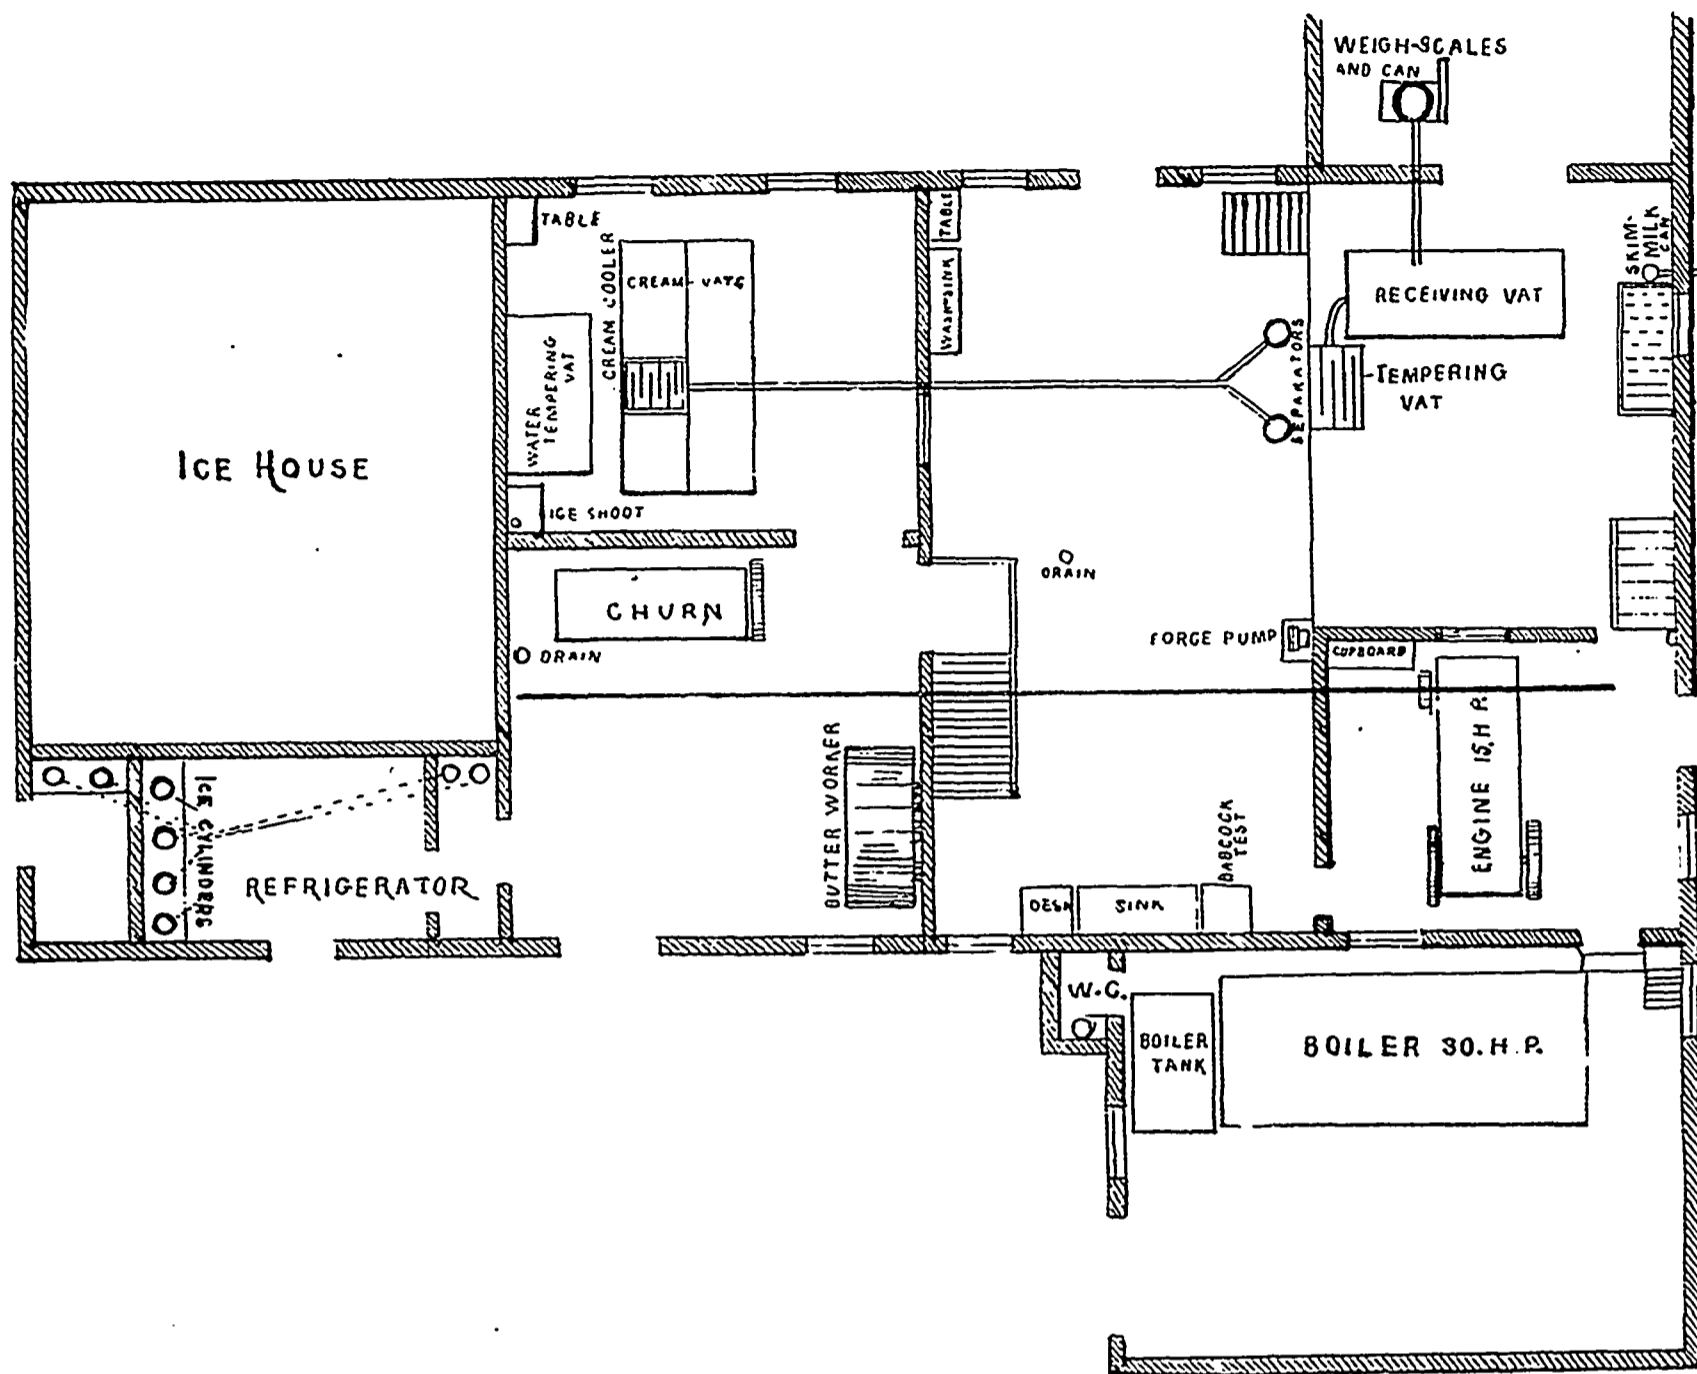 WEIGH-SCALES
AND CAN
TABLE
CREAM COOLER
CREAM VATS
TABLE
WASH SINK
SKIM-
MILK
CAN
RECEIVING VAT
SEPARATORS
TEMPERING
VAT
WATER
TEMPERING
VAT
ICE HOUSE
ICE SHOOT
CHURN
DRAIN
DRAIN
FORCE PUMP
CUPBOARD
ENGINE 15, H P.
BUTTER WORKER
BABCOCK
TEST
ICE CYLINDERS
REFRIGERATOR
DESK
SINK
W.C.
BOILER
TANK
BOILER 30. H. P.